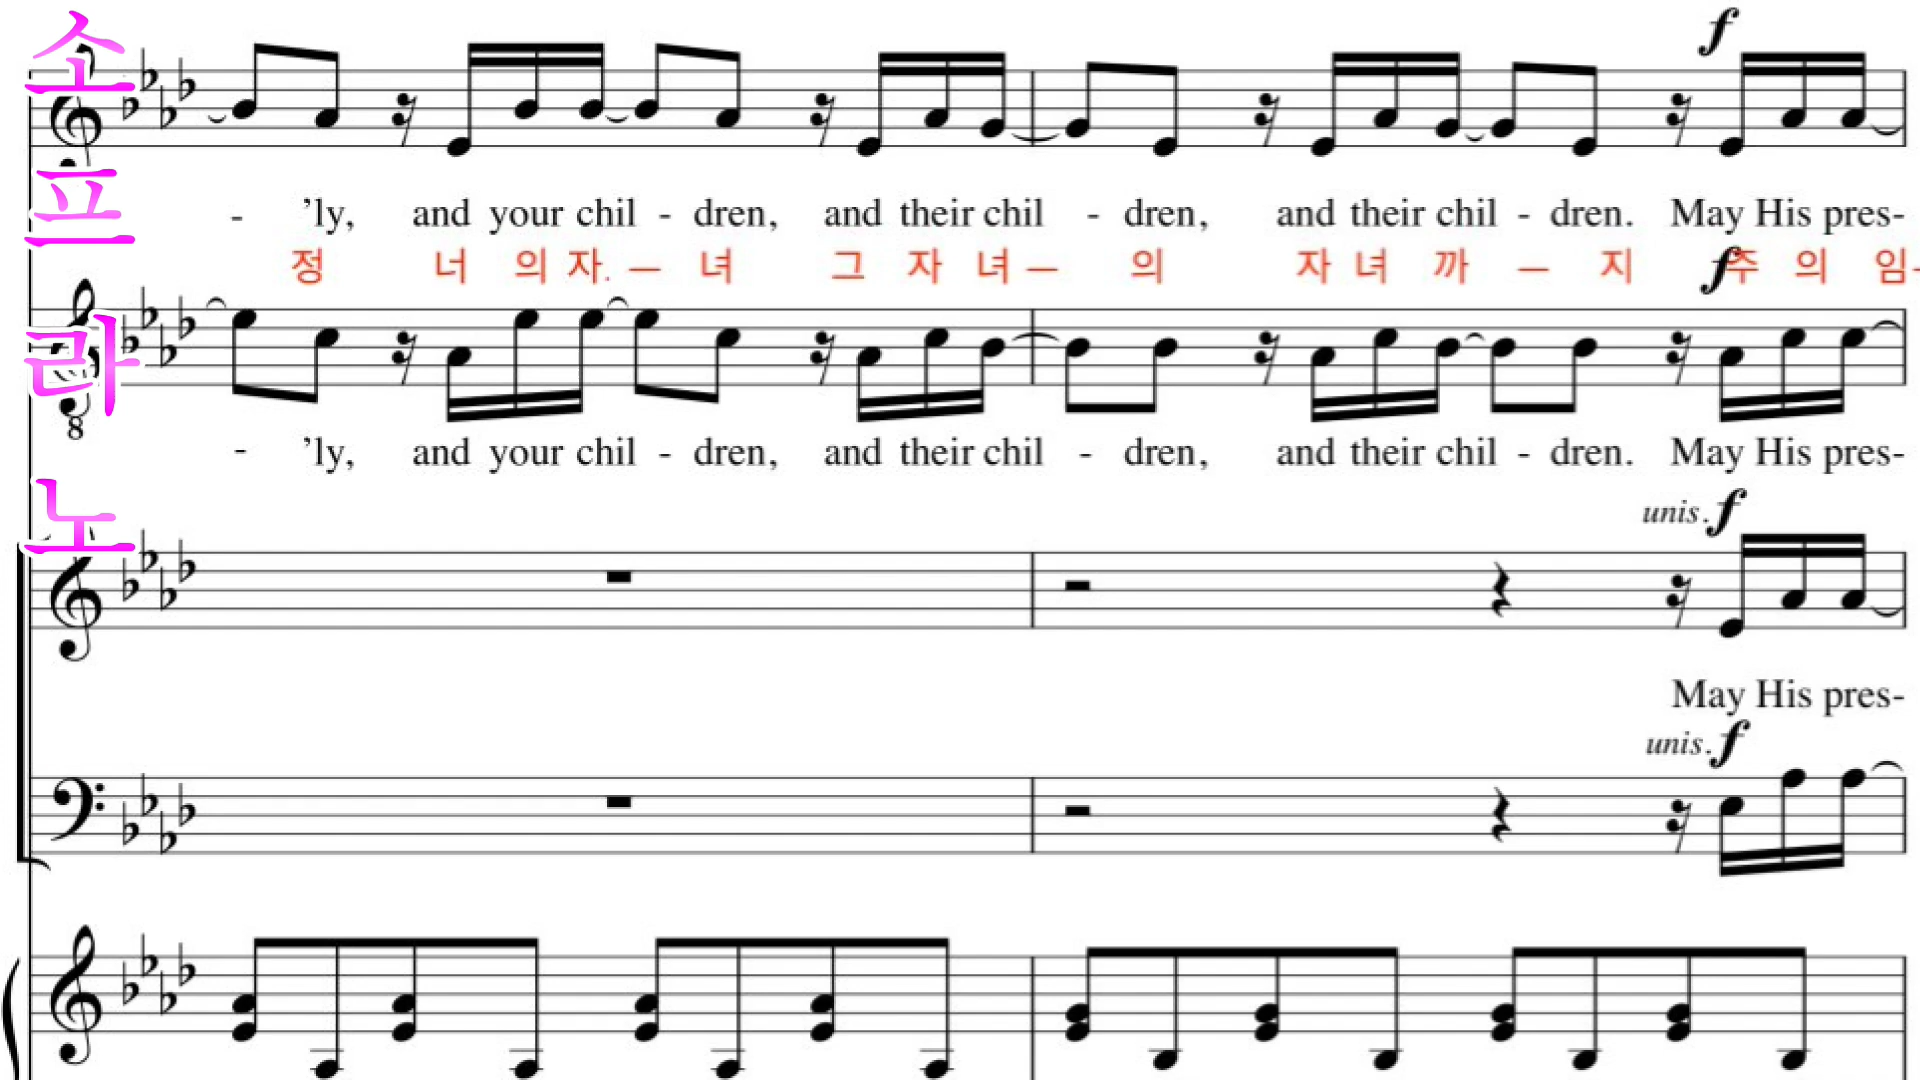 소프라노
f
- 'ly, and your chil - dren, and their chil - dren, and their chil - dren. May His pres-
정 너 의 자. — 녀 그 자 녀 — 의 자 녀 까 — 지 주 의 임-
f
8
- 'ly, and your chil - dren, and their chil - dren, and their chil - dren. May His pres-
unis. f
May His pres-
unis. f